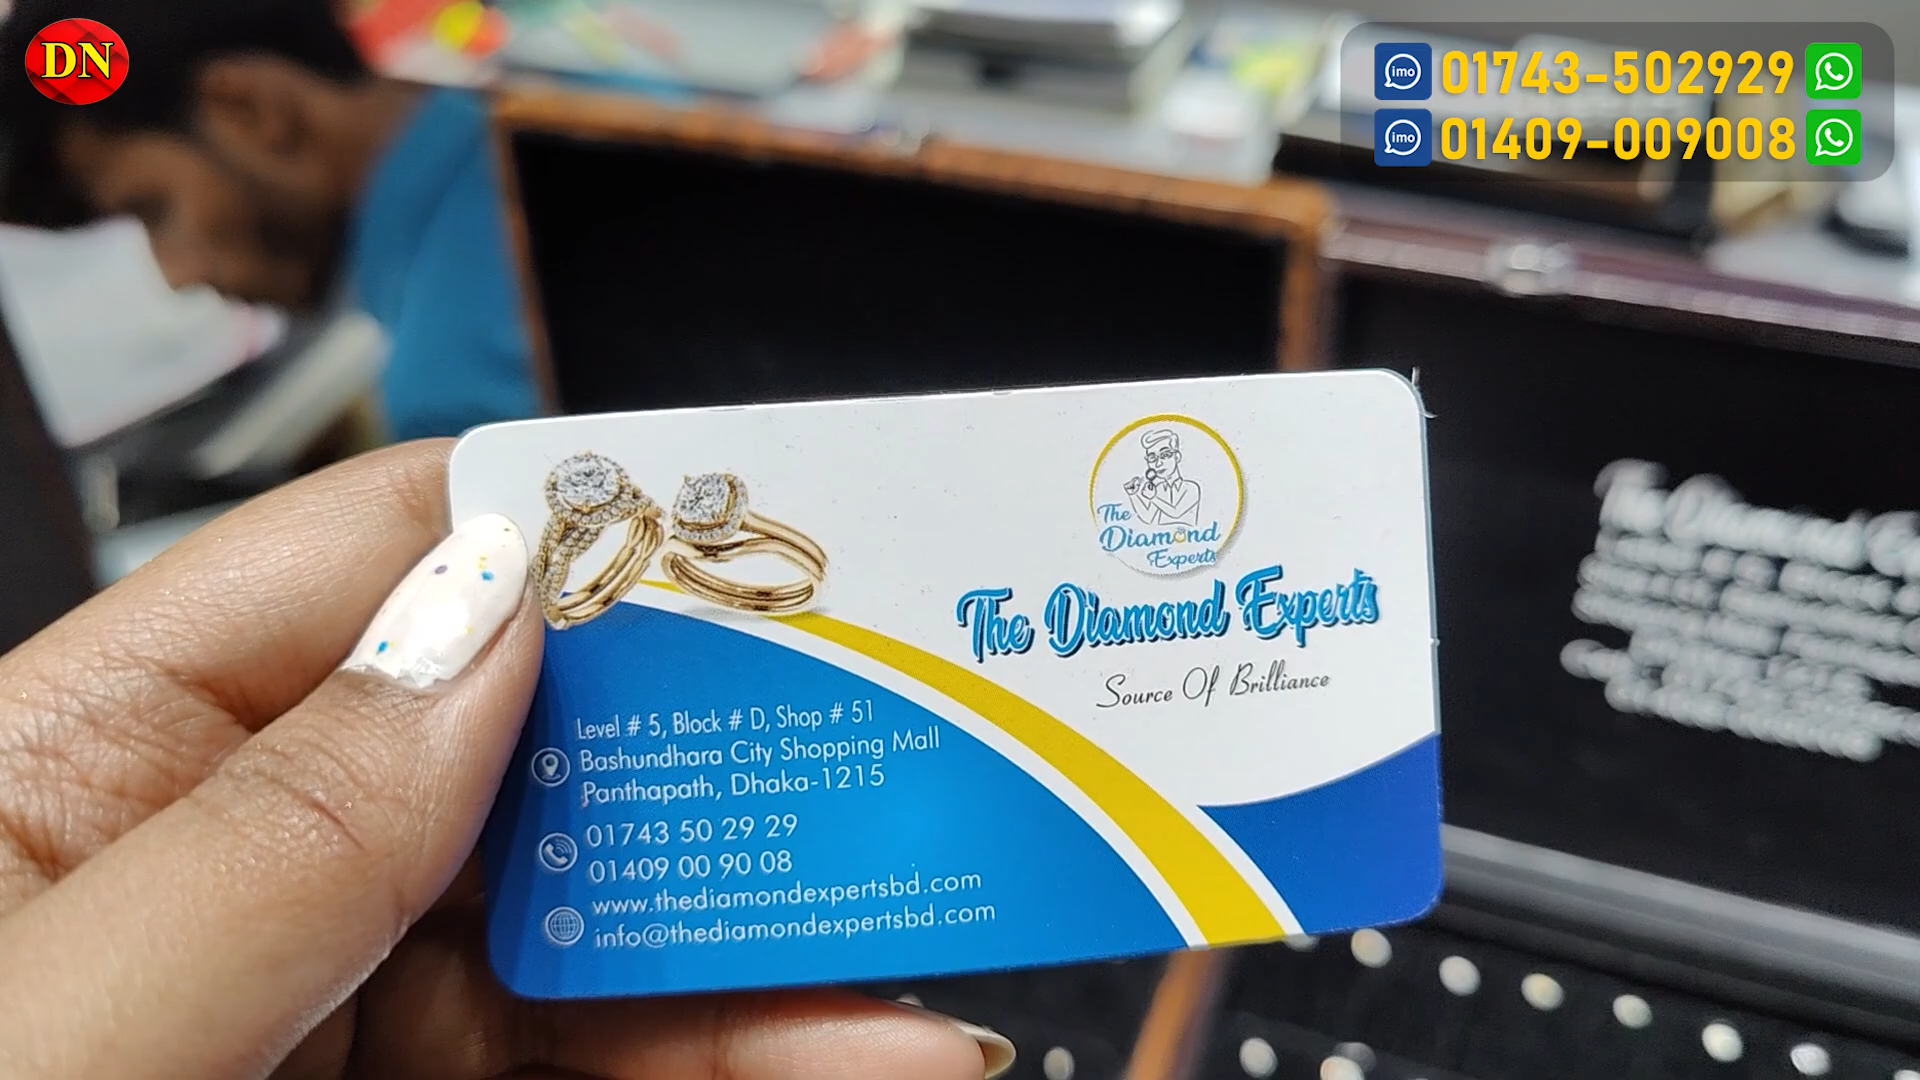 DN
imo 01743-502929
imo 01409-009008
The
Diamond
Experts
The Diamond Experts
Source Of Brilliance
Level # 5, Block # D, Shop # 51
Bashundhara City Shopping Mall
Panthapath, Dhaka-1215
01743 50 29 29
01409 00 90 08
www.thediamondexpertsbd.com
info@thediamondexpertsbd.com